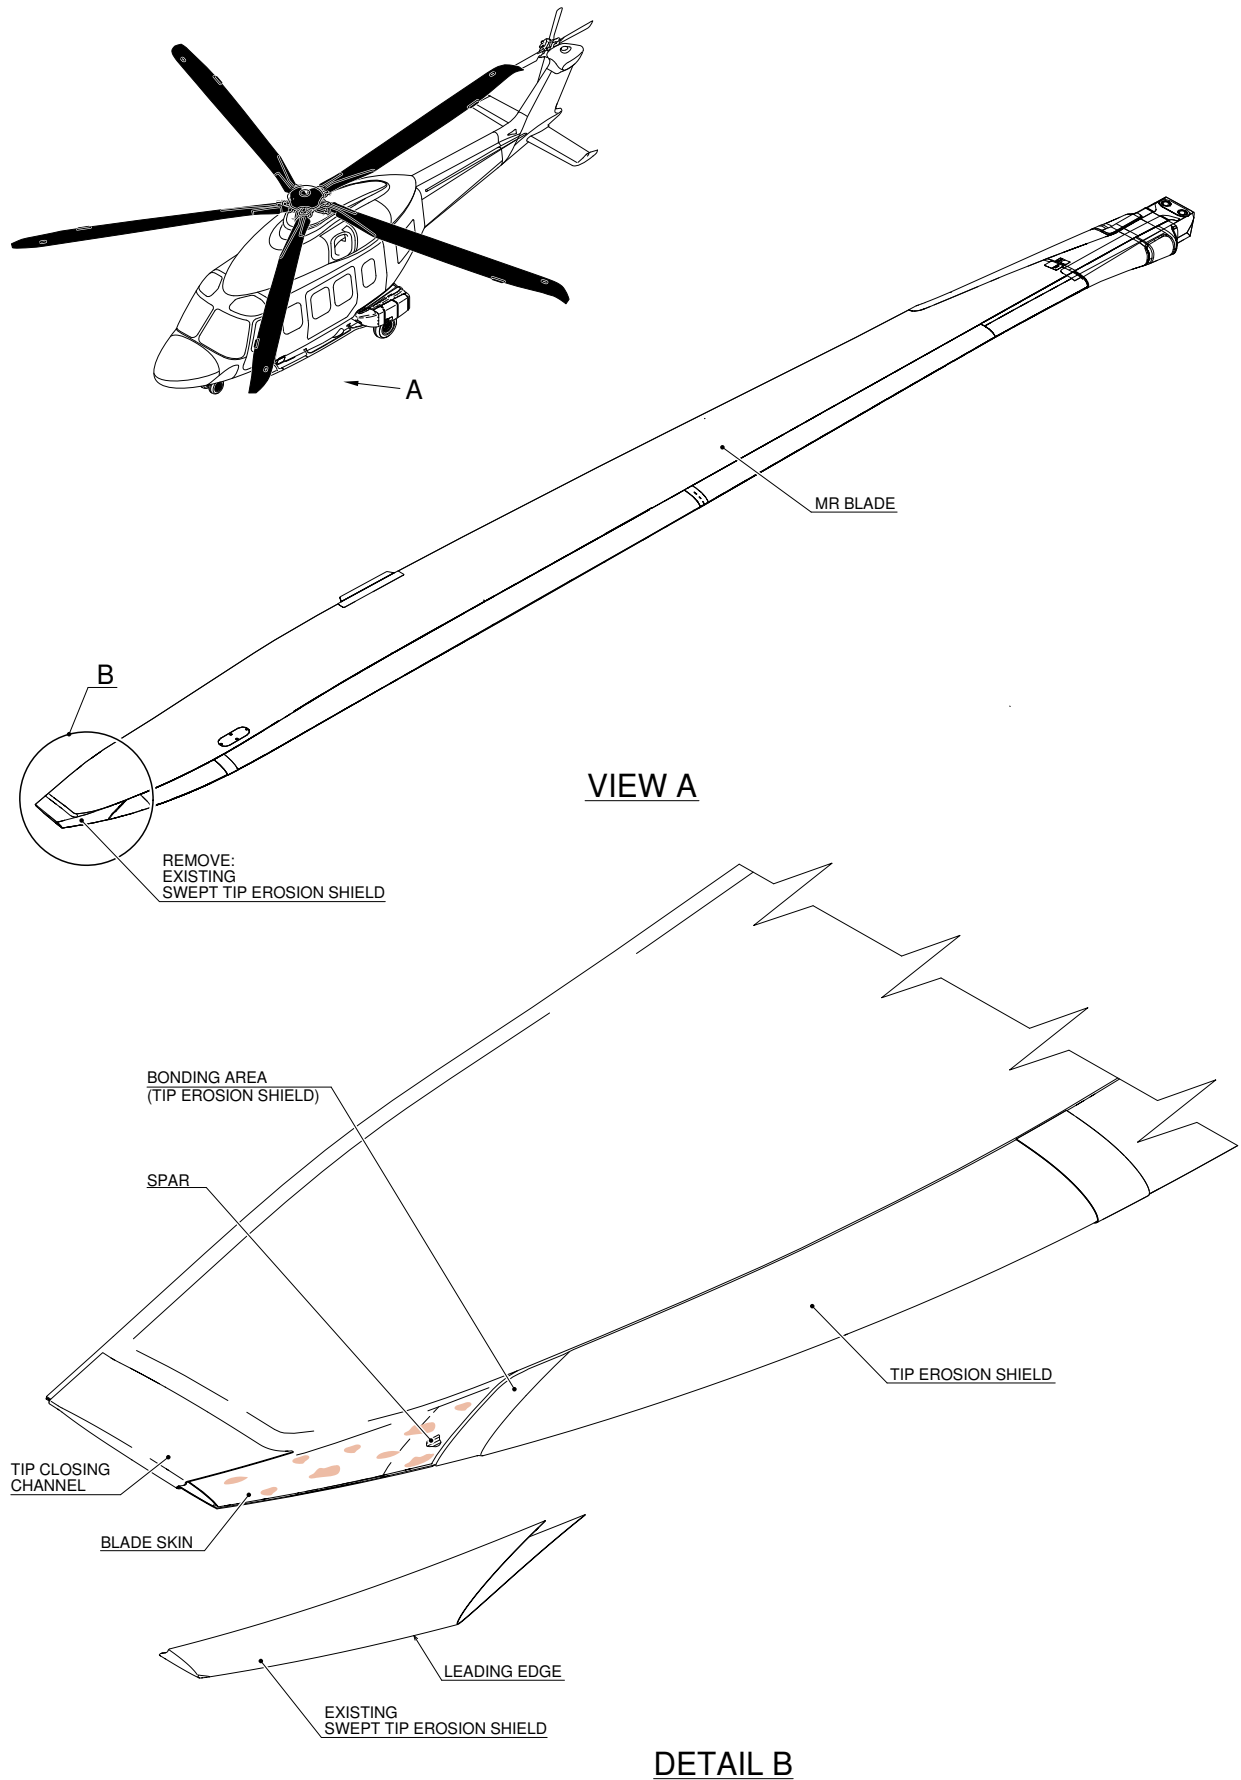 A
MR BLADE
B
VIEW A
REMOVE:
EXISTING
SWEPT TIP EROSION SHIELD
BONDING AREA
(TIP EROSION SHIELD)
SPAR
TIP EROSION SHIELD
TIP CLOSING
CHANNEL
BLADE SKIN
LEADING EDGE
EXISTING
SWEPT TIP EROSION SHIELD
DETAIL B